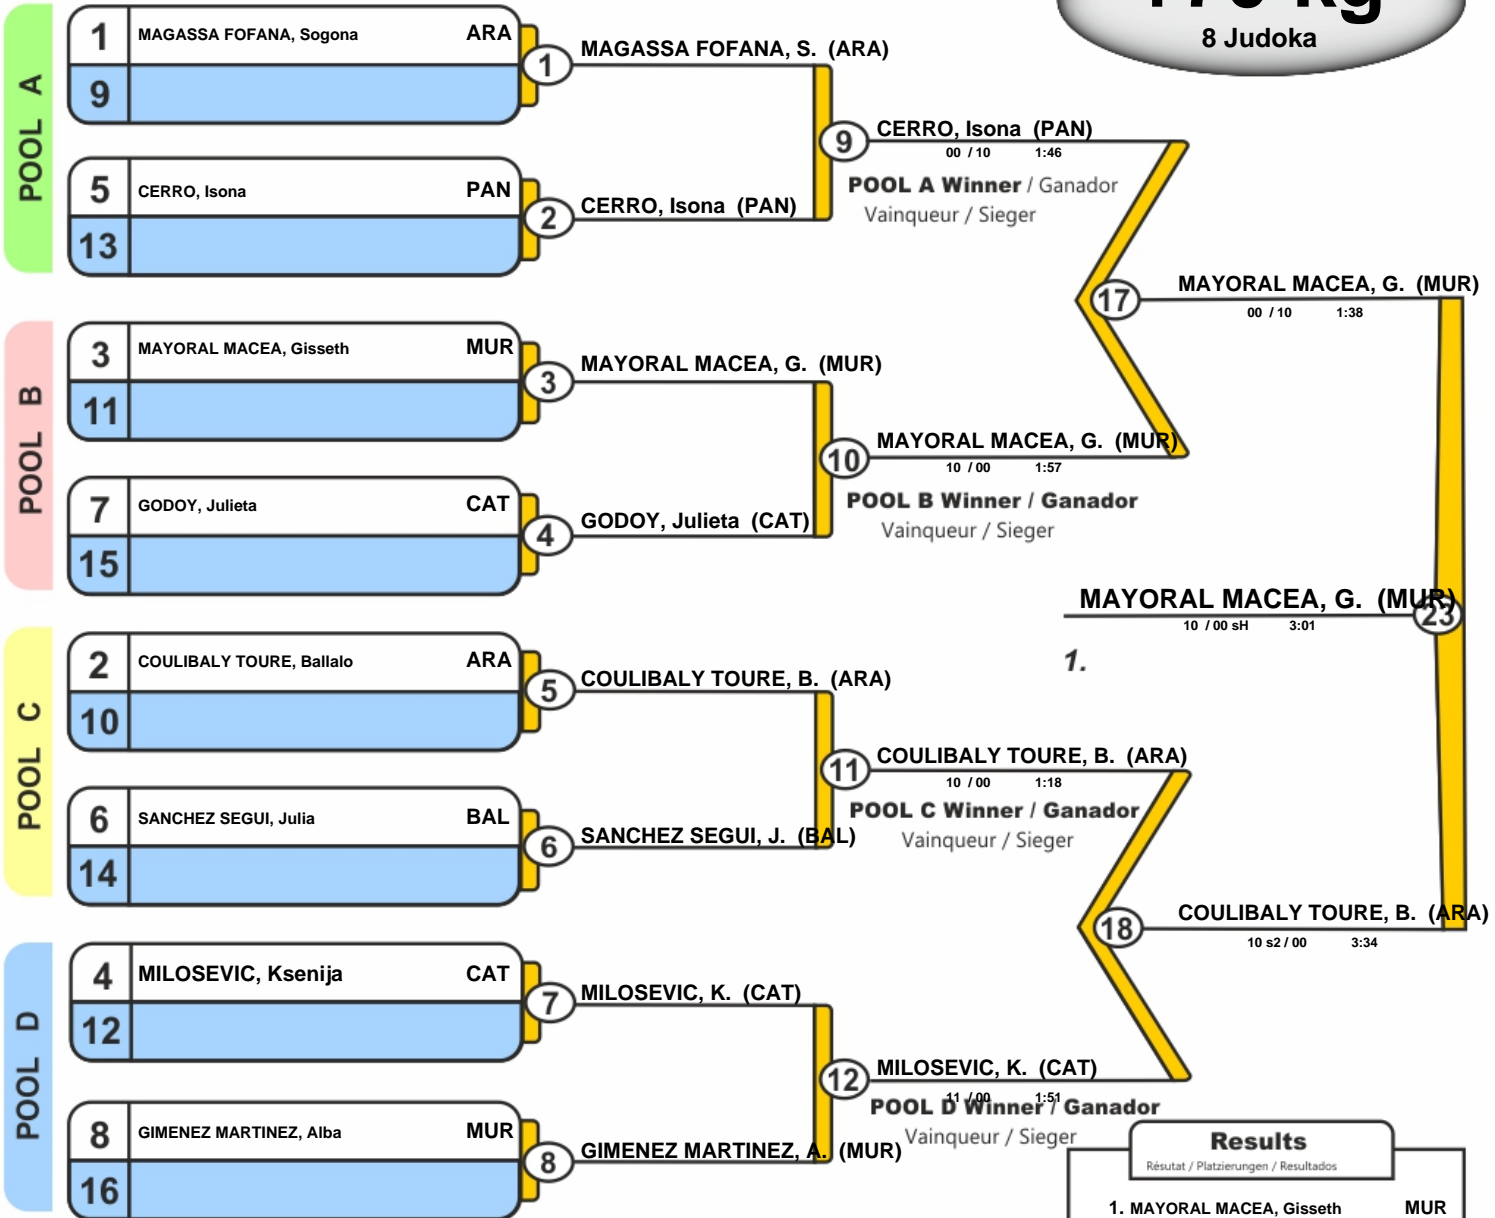 8 Judoka
POOL A
1 MAGASSA FOFANA, Sogona ARA
9
1
MAGASSA FOFANA, S. (ARA)
5 CERRO, Isona PAN
13
2
CERRO, Isona (PAN)
9
CERRO, Isona (PAN)
00 / 10 1:46
POOL A Winner / Ganador
Vainqueur / Sieger
POOL B
3 MAYORAL MACEA, Gisseth MUR
11
3
MAYORAL MACEA, G. (MUR)
7 GODOY, Julieta CAT
15
4
GODOY, Julieta (CAT)
10
MAYORAL MACEA, G. (MUR)
10 / 00 1:57
POOL B Winner / Ganador
Vainqueur / Sieger
17
MAYORAL MACEA, G. (MUR)
00 / 10 1:38
MAYORAL MACEA, G. (MUR)
23
10 / 00 sH 3:01
1.
POOL C
2 COULIBALY TOURE, Ballalo ARA
10
5
COULIBALY TOURE, B. (ARA)
6 SANCHEZ SEGUI, Julia BAL
14
6
SANCHEZ SEGUI, J. (BAL)
11
COULIBALY TOURE, B. (ARA)
10 / 00 1:18
POOL C Winner / Ganador
Vainqueur / Sieger
18
COULIBALY TOURE, B. (ARA)
10 s2 / 00 3:34
POOL D
4 MILOSEVIC, Ksenija CAT
12
7
MILOSEVIC, K. (CAT)
8 GIMENEZ MARTINEZ, Alba MUR
16
8
GIMENEZ MARTINEZ, A. (MUR)
12
MILOSEVIC, K. (CAT)
11 / 00 1:51
POOL D Winner / Ganador
Vainqueur / Sieger
Results
Résutat / Platzierungen / Resultados
1. MAYORAL MACEA, Gisseth MUR